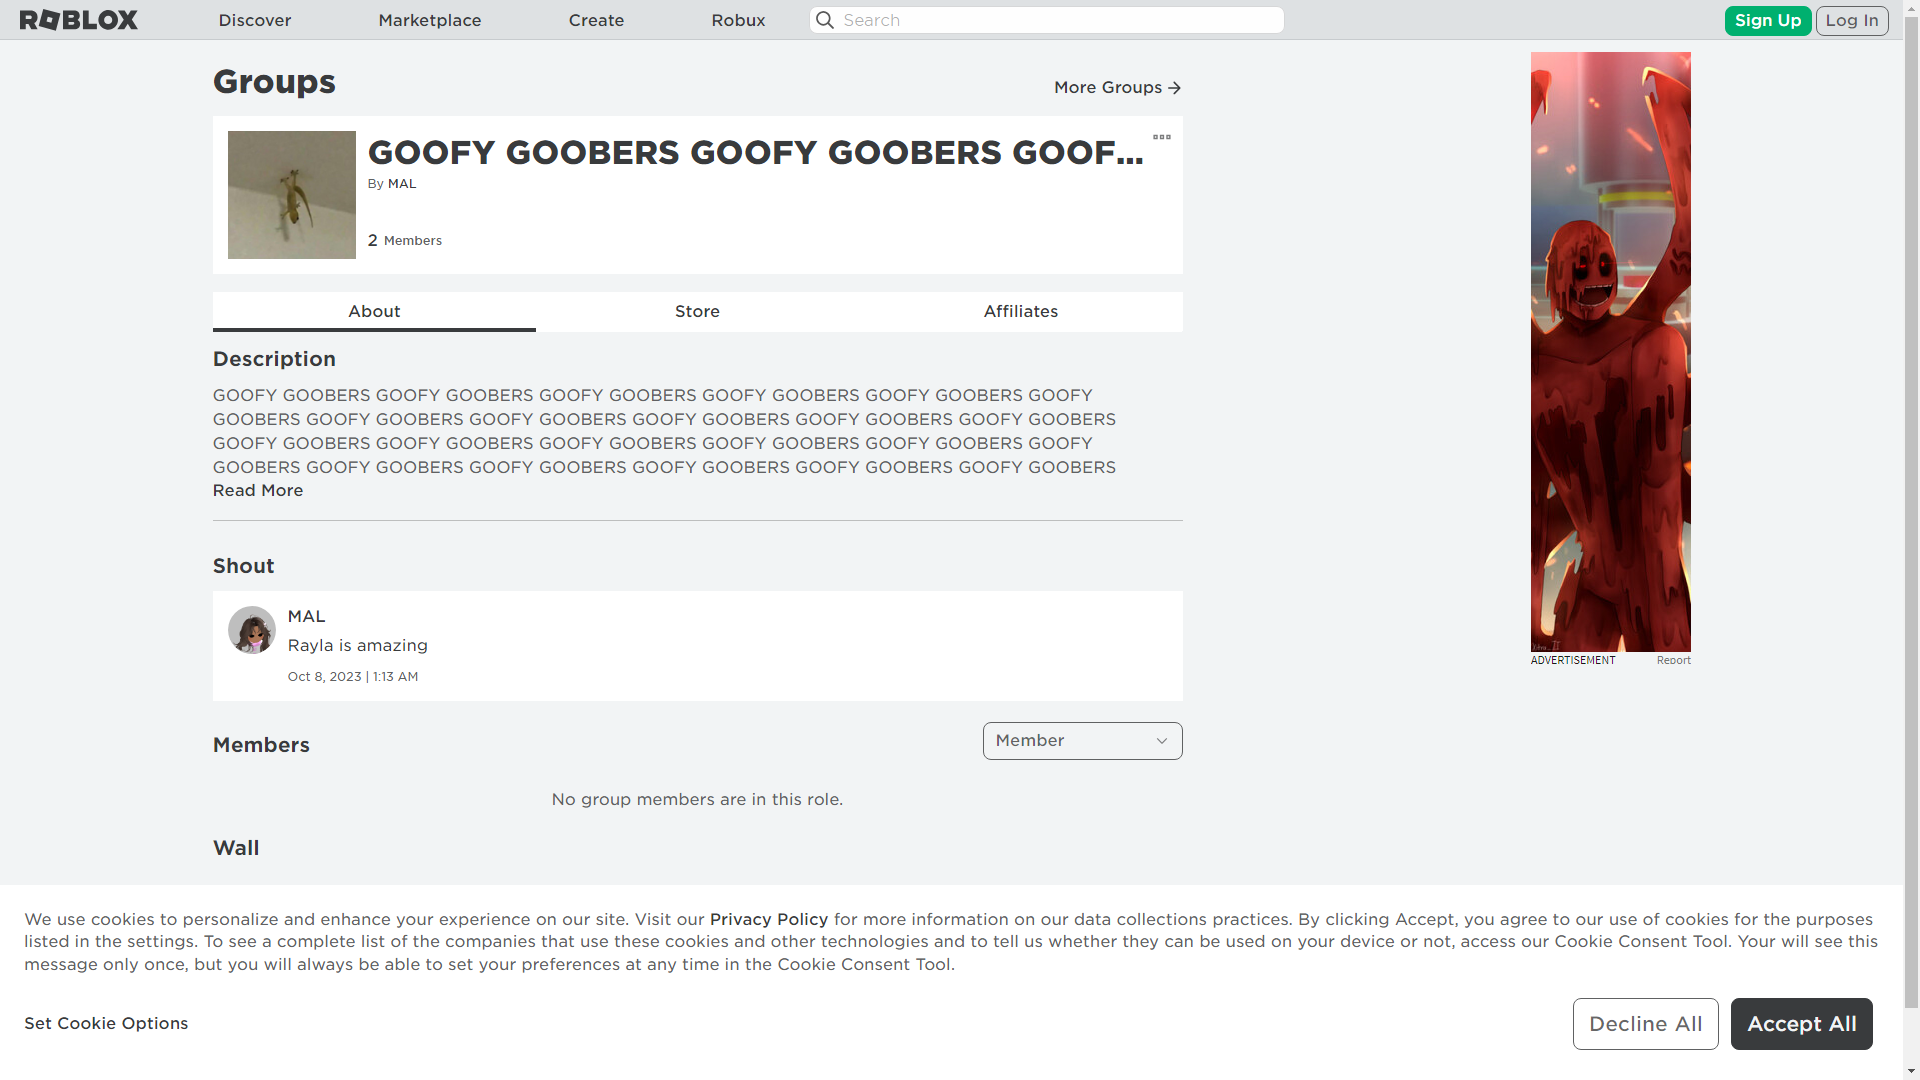 ROBLOX
Discover
Marketplace
Create
Robux
Search
Sign Up
Log In
Groups
More Groups
GOOFY GOOBERS GOOFY GOOBERS GOOF...
By MAL
2 Members
About
Store
Affiliates
Description
GOOFY GOOBERS GOOFY GOOBERS GOOFY GOOBERS GOOFY GOOBERS GOOFY GOOBERS GOOFY
GOOBERS GOOFY GOOBERS GOOFY GOOBERS GOOFY GOOBERS GOOFY GOOBERS GOOFY GOOBERS
GOOFY GOOBERS GOOFY GOOBERS GOOFY GOOBERS GOOFY GOOBERS GOOFY GOOBERS GOOFY
GOOBERS GOOFY GOOBERS GOOFY GOOBERS GOOFY GOOBERS GOOFY GOOBERS GOOFY GOOBERS
Read More
Shout
MAL
Rayla is amazing
Oct 8, 2023 | 1:13 AM
ADVERTISEMENT
Report
Members
Member
No group members are in this role.
Wall
We use cookies to personalize and enhance your experience on our site. Visit our Privacy Policy for more information on our data collections practices. By clicking Accept, you agree to our use of cookies for the purposes
listed in the settings. To see a complete list of the companies that use these cookies and other technologies and to tell us whether they can be used on your device or not, access our Cookie Consent Tool. Your will see this
message only once, but you will always be able to set your preferences at any time in the Cookie Consent Tool.
Set Cookie Options
Decline All
Accept All